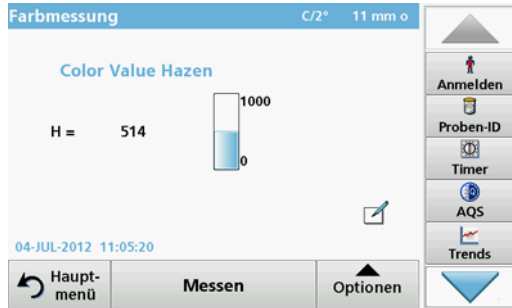 Farbmessung C/2° 11 mm o
Color Value Hazen
1000
H = 514
0
04-JUL-2012 11:05:20
Haupt-
menü
Messen
Optionen
Anmelden
Proben-ID
Timer
AQS
Trends